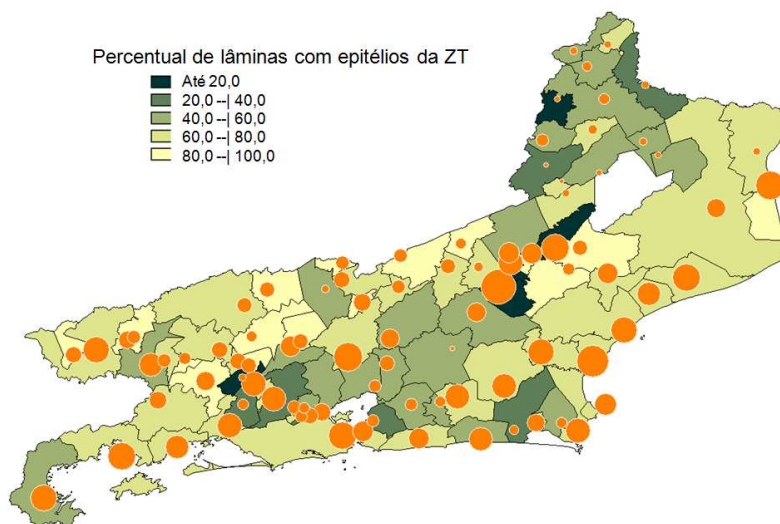 Percentual de lâminas com epitélios da ZT
Até 20,0
20,0 --| 40,0
40,0 --| 60,0
60,0 --| 80,0
80,0 --| 100,0